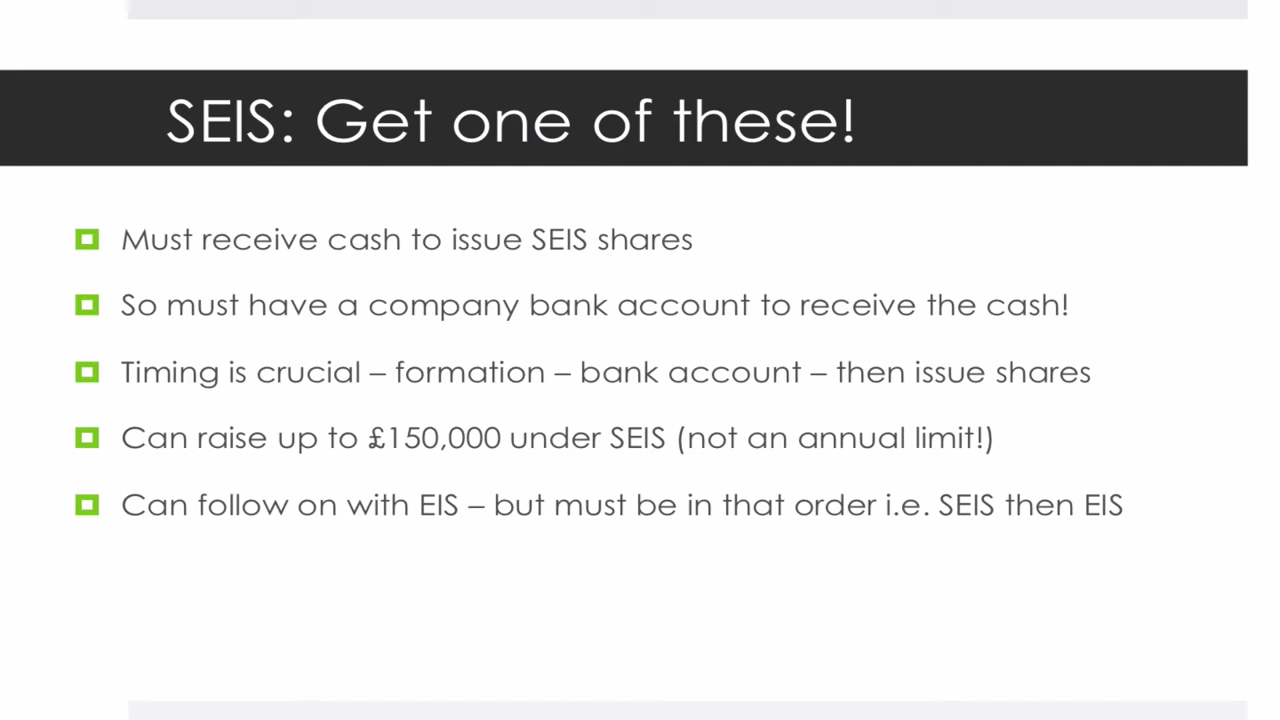 SEIS: Get one of these!
Must receive cash to issue SEIS shares
So must have a company bank account to receive the cash!
Timing is crucial – formation – bank account – then issue shares
Can raise up to £150,000 under SEIS (not an annual limit!)
Can follow on with EIS – but must be in that order i.e. SEIS then EIS